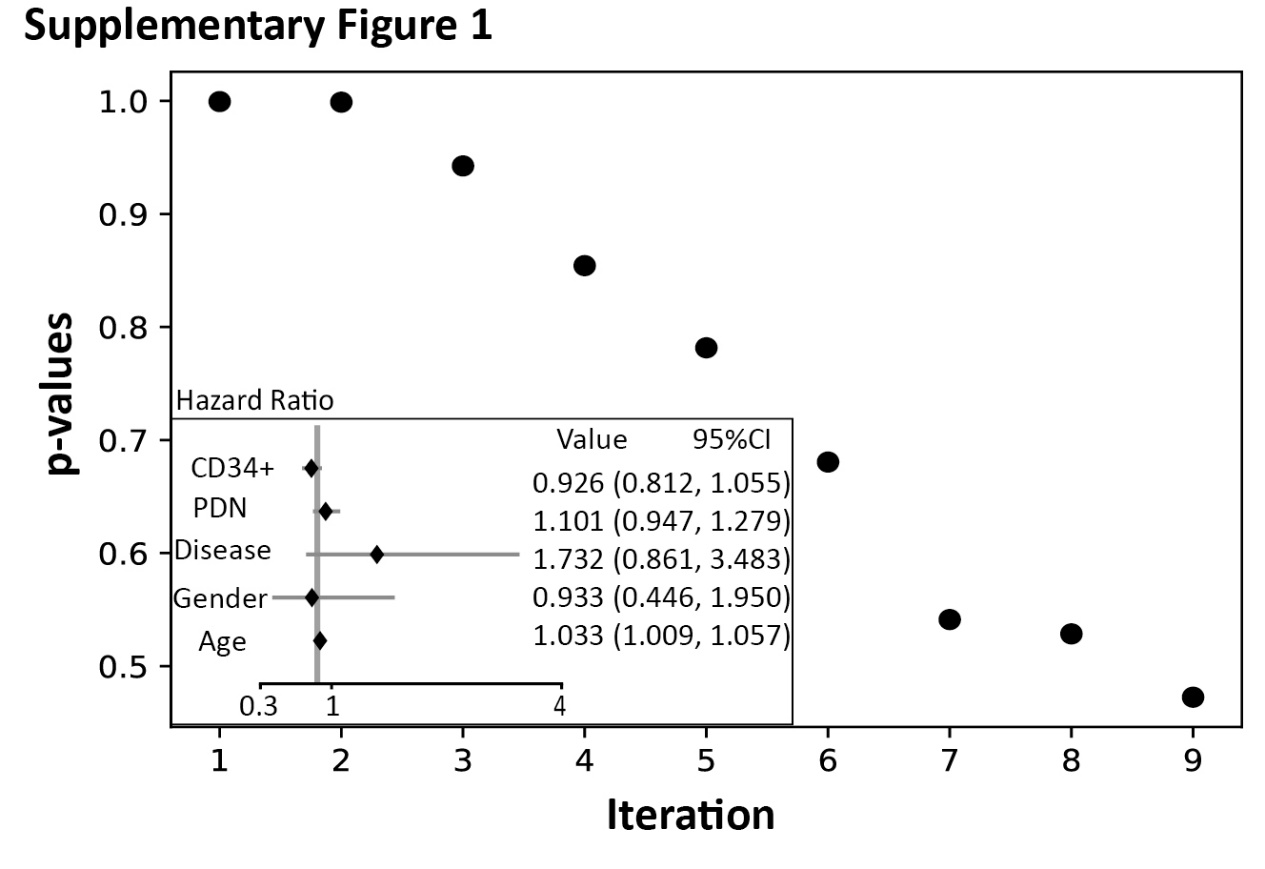 Supplementary Figure 1
1.0
0.9
0.8
0.7
0.6
0.5
p-values
Hazard Ratio
Value 95%CI
CD34+ 0.926 (0.812, 1.055)
PDN 1.101 (0.947, 1.279)
Disease 1.732 (0.861, 3.483)
Gender 0.933 (0.446, 1.950)
Age 1.033 (1.009, 1.057)
0.3 1 4
1 2 3 4 5 6 7 8 9
Iteration